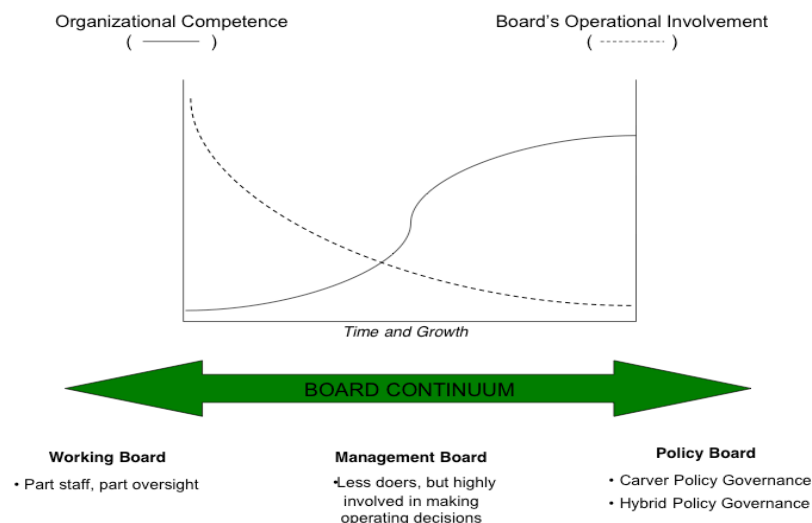 Organizational Competence
( )
Board's Operational Involvement
( )
Time and Growth
BOARD CONTINUUM
Working Board
• Part staff, part oversight
Management Board
•Less doers, but highly
involved in making
operating decisions
Policy Board
• Carver Policy Governance
• Hybrid Policy Governance